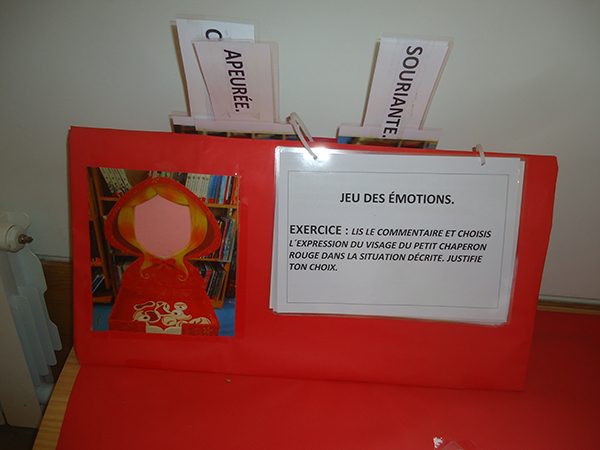 APEURÉE.
SOURIANTE.
JEU DES ÉMOTIONS.
EXERCICE : LIS LE COMMENTAIRE ET CHOISIS
L´EXPRESSION DU VISAGE DU PETIT CHAPERON
ROUGE DANS LA SITUATION DÉCRITE. JUSTIFIE
TON CHOIX.